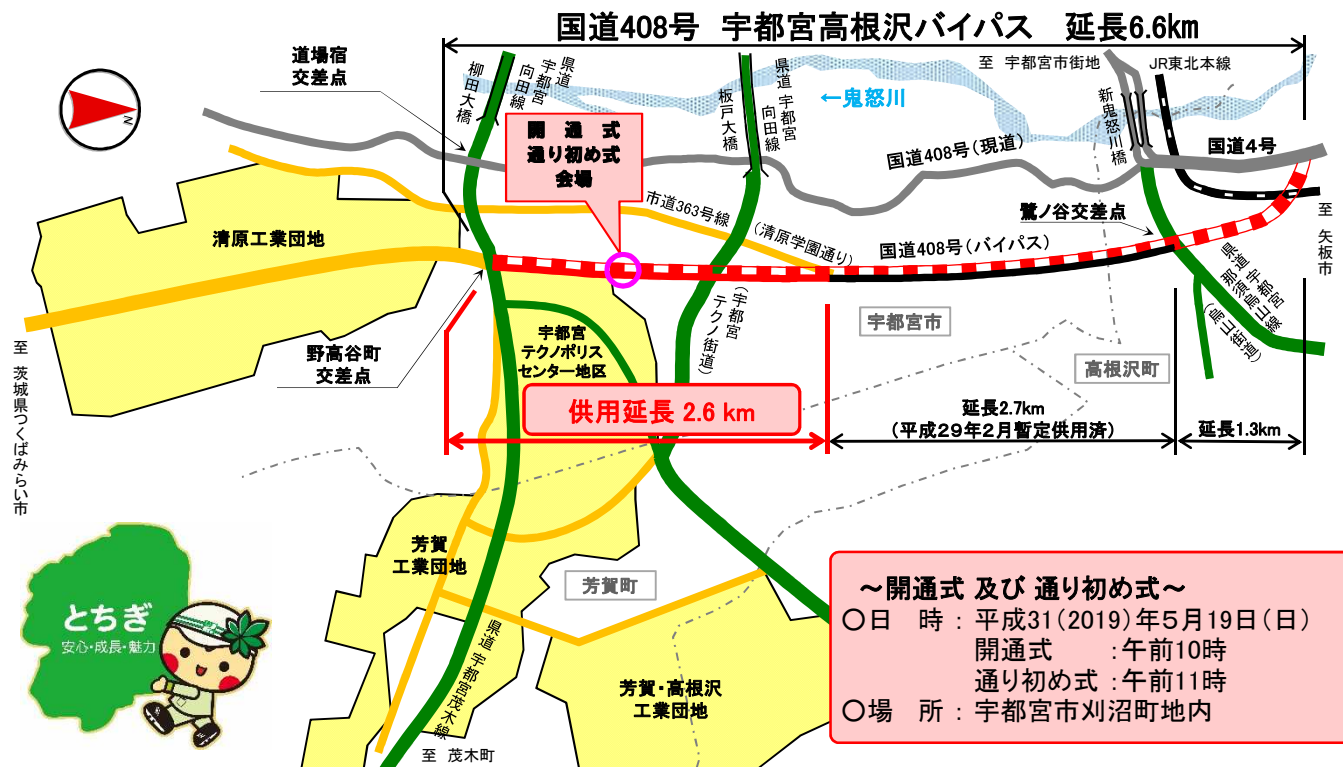 国道408号 宇都宮高根沢バイパス 延長6.6km
道場宿
交差点
柳田大橋
県道 宇都宮
向田線
開 通 式
通り初め式
会場
板戸大橋
県道 宇都宮
向田線
←鬼怒川
至 宇都宮市街地
JR東北本線
新鬼怒川橋
国道408号(現道)
国道4号
N
市道363号線 (清原学園通り)
鷺ノ谷交差点
国道408号(バイパス)
至 矢板市
清原工業団地
県道宇都宮
那須烏山線
(烏山街道)
(宇都宮
テクノ街道)
宇都宮市
高根沢町
宇都宮
テクノポリス
センター地区
野高谷町
交差点
至 茨城県つくばみらい市
供用延長 2.6 km
延長2.7km
(平成29年2月暫定供用済)
延長1.3km
芳賀
工業団地
芳賀町
とちぎ
安心・成長・魅力
県道 宇都宮茂木線
至 茂木町
芳賀・高根沢
工業団地
～開通式 及び 通り初め式～
○日 時 : 平成31(2019)年5月19日(日)
開通式 :午前10時
通り初め式 :午前11時
○場 所 : 宇都宮市刈沼町地内